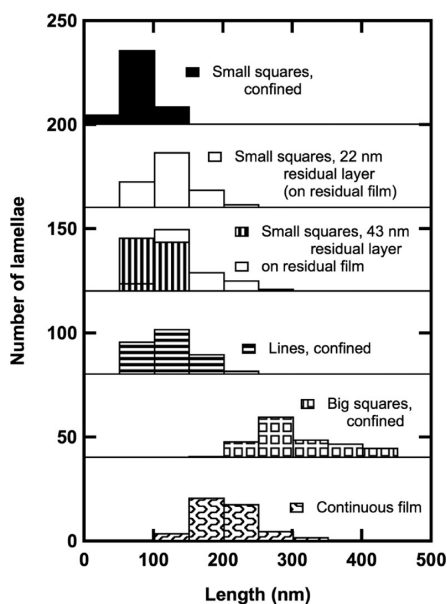 250
200
150
100
50
0
Number of lamellae
Small squares,
confined
Small squares, 22 nm
residual layer
(on residual film)
Small squares, 43 nm
residual layer
on residual film
Lines, confined
Big squares,
confined
Continuous film
0 100 200 300 400 500
Length (nm)